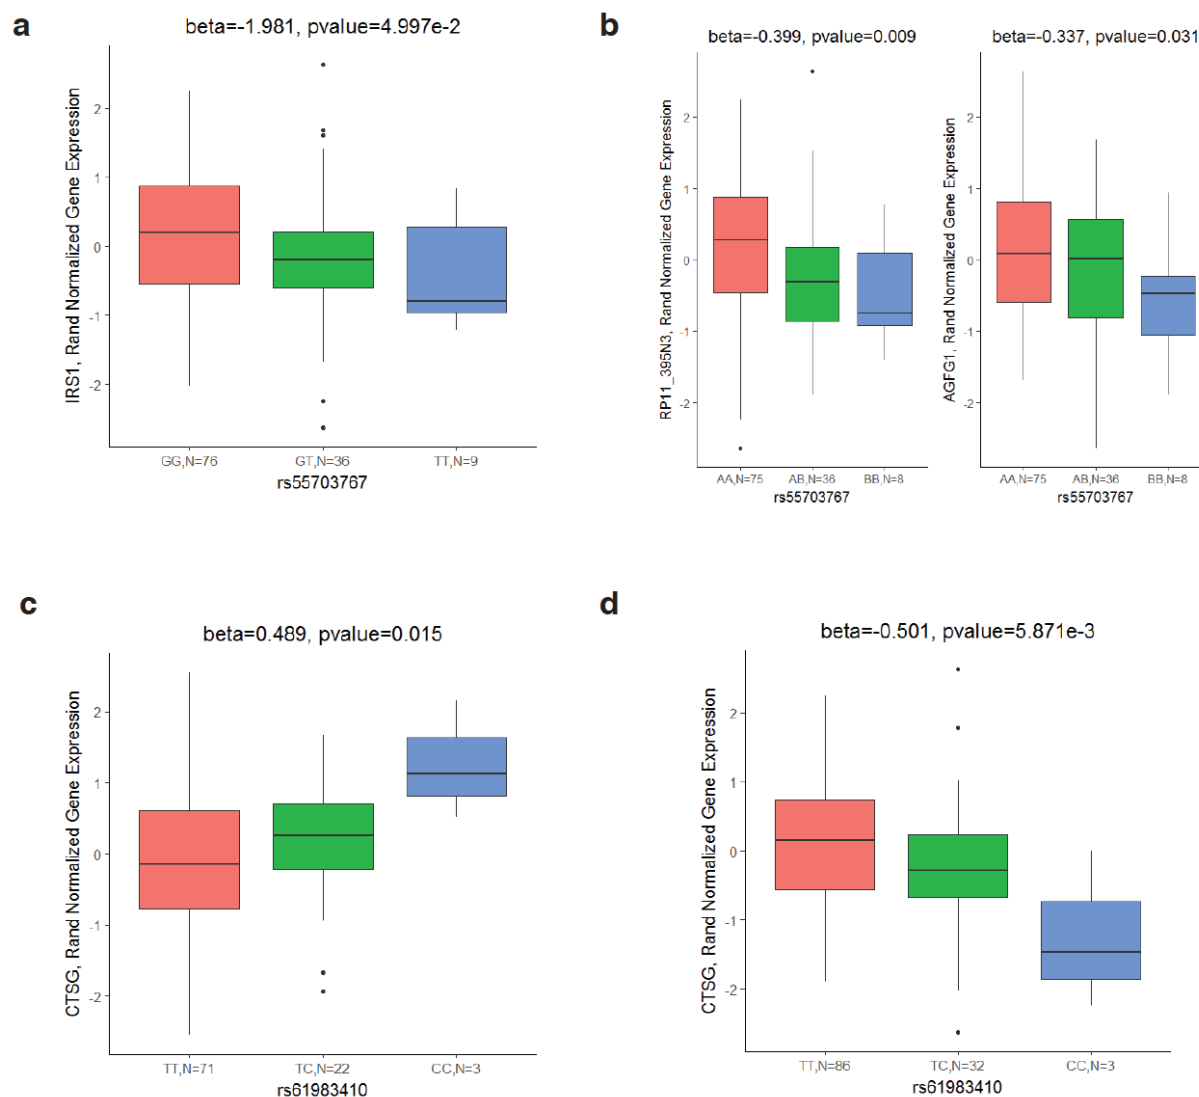 a
beta=-1.981, pvalue=4.997e-2
IRS1, Rand Normalized Gene Expression
2
1
0
-1
-2
GG,N=76 GT,N=36 TT,N=9
rs55703767
b
beta=-0.399, pvalue=0.009
RP11_395N3, Rand Normalized Gene Expression
2
1
0
-1
-2
AA,N=75 AB,N=36 BB,N=8
rs55703767
beta=-0.337, pvalue=0.031
AGFG1, Rand Normalized Gene Expression
2
1
0
-1
-2
AA,N=75 AB,N=36 BB,N=8
rs55703767
c
beta=0.489, pvalue=0.015
CTSG, Rand Normalized Gene Expression
2
1
0
-1
-2
TT,N=71 TC,N=22 CC,N=3
rs61983410
d
beta=-0.501, pvalue=5.871e-3
CTSG, Rand Normalized Gene Expression
2
1
0
-1
-2
TT,N=86 TC,N=32 CC,N=3
rs61983410